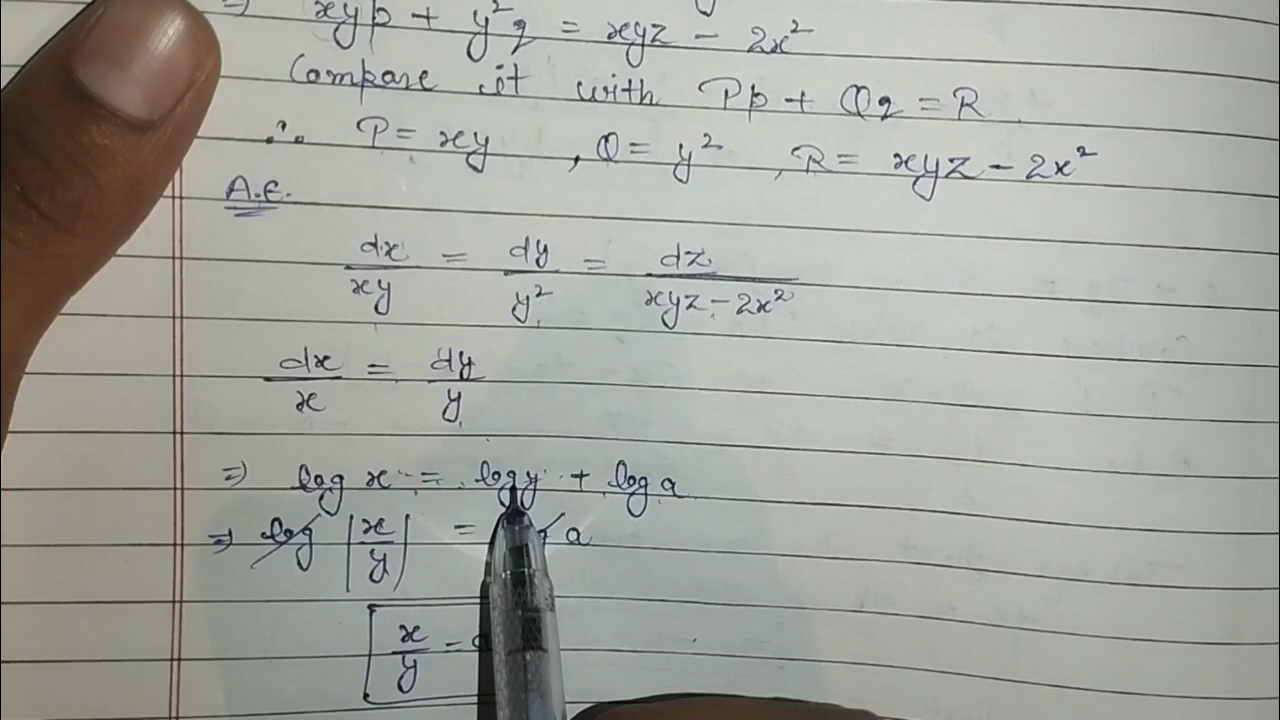 ⇒ xyp + y²q = xyz - 2x²
Compare it with Pp + Qq = R
∴ P = xy , Q = y² , R = xyz - 2x²
A.E.
dx/xy = dy/y² = dz/xyz - 2x²
dx/x = dy/y
⇒ log x = log y + log a
⇒ log |x/y| = a
x/y =